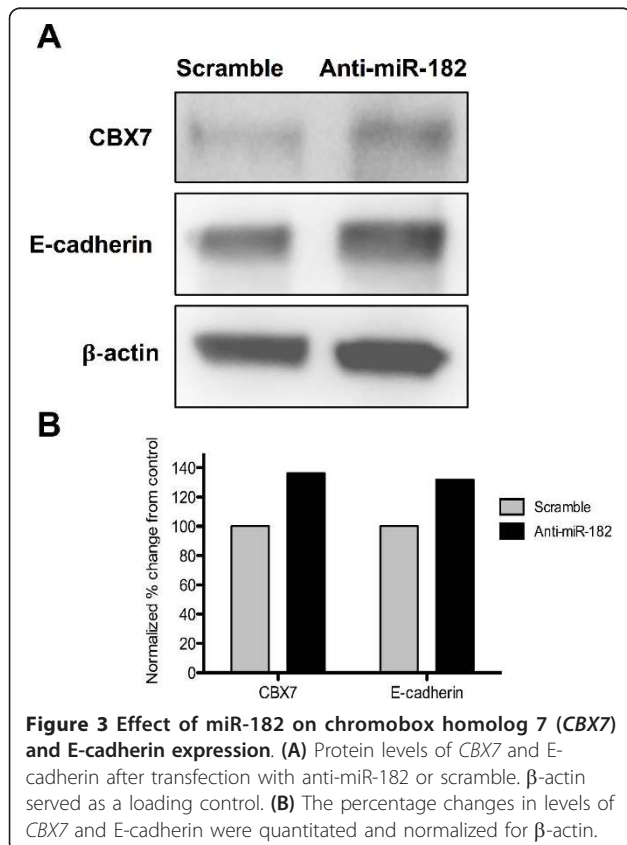 A
Scramble Anti-miR-182
CBX7
E-cadherin
β-actin
B
Normalized % change from control
140
120
100
80
60
40
20
0
CBX7 E-cadherin
Scramble
Anti-miR-182
Figure 3 Effect of miR-182 on chromobox homolog 7 (CBX7)
and E-cadherin expression. (A) Protein levels of CBX7 and E-
cadherin after transfection with anti-miR-182 or scramble. β-actin
served as a loading control. (B) The percentage changes in levels of
CBX7 and E-cadherin were quantitated and normalized for β-actin.